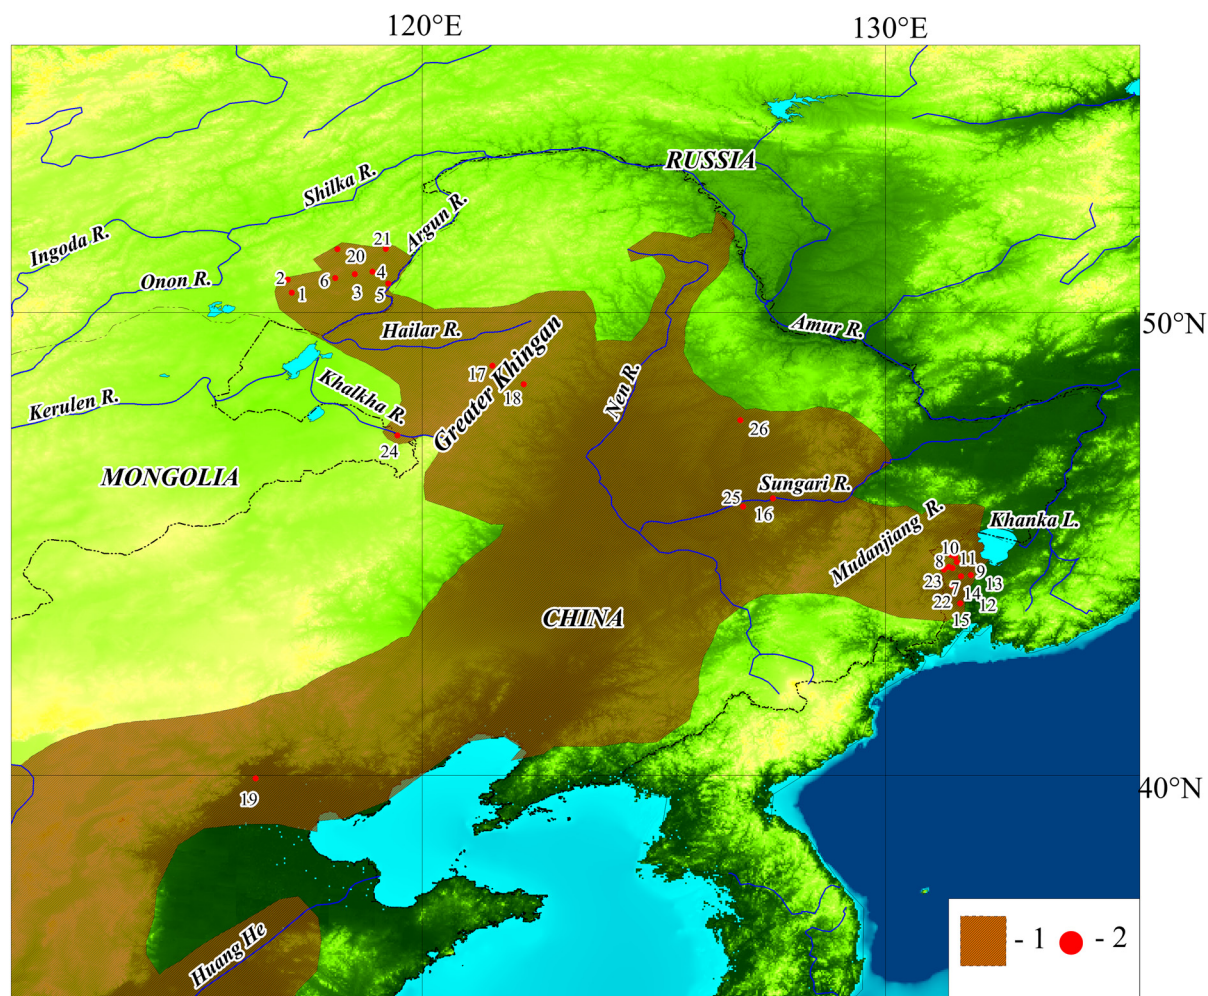 120°E
130°E
RUSSIA
Shilka R.
Argun R.
Ingoda R.
21
20
Onon R.
2
6
4
1
3
5
50°N
Hailar R.
Amur R.
Greater Khingan
17
Khalkha R.
18
Nen R.
Kerulen R.
26
24
MONGOLIA
Sungari R.
25
16
Mudanjiang R.
Khanka L.
10
8
11
9
23
13
7
14
22
12
CHINA
15
40°N
19
Huang He
- 1
- 2